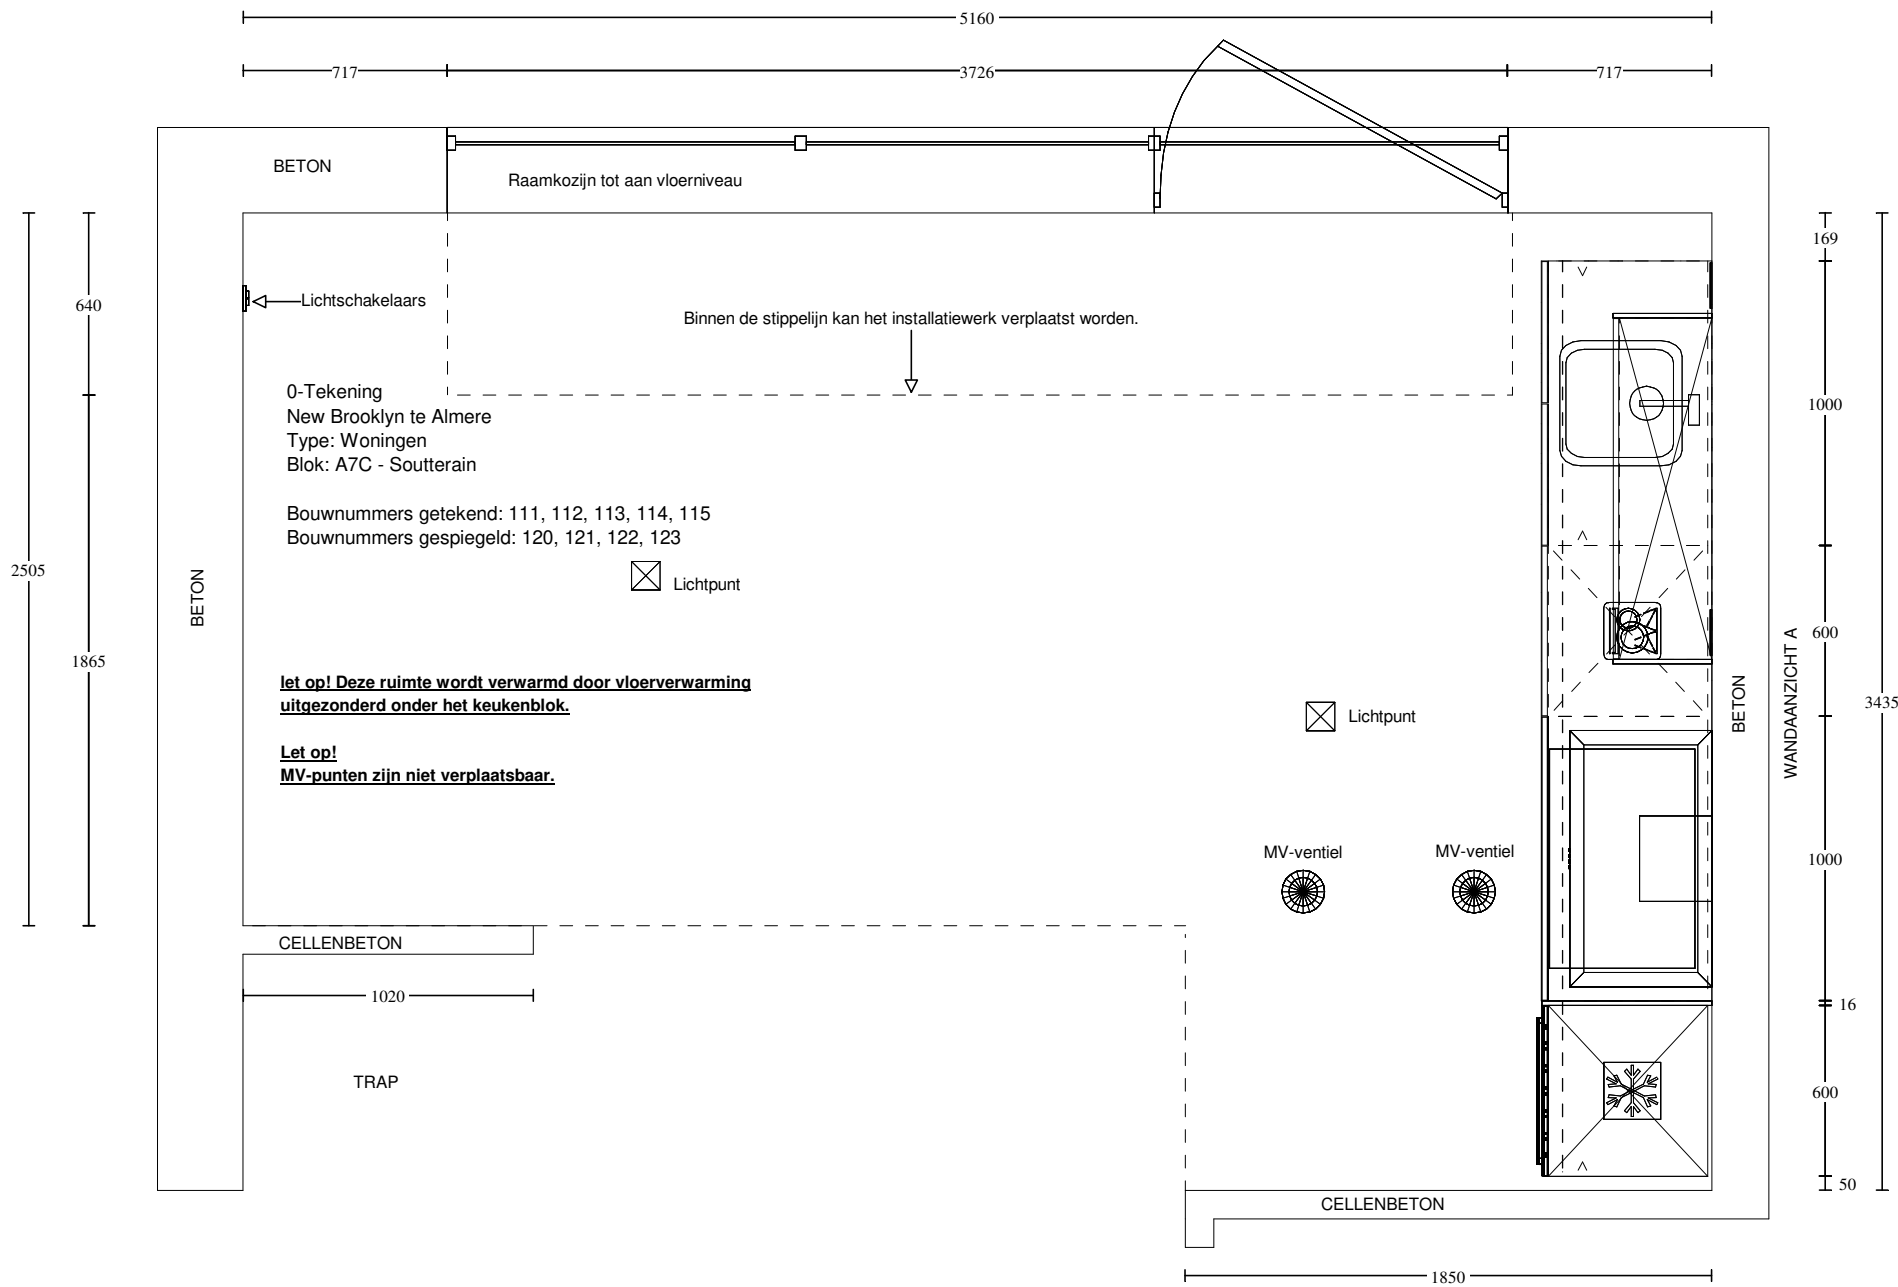 5160
717
3726
717
BETON
Raamkozijn tot aan vloerniveau
169
640
Lichtschakelaars
Binnen de stippelijn kan het installatiewerk verplaatst worden.
0-Tekening
New Brooklyn te Almere
Type: Woningen
Blok: A7C - Soutterain
1000
Bouwnummers getekend: 111, 112, 113, 114, 115
Bouwnummers gespiegeld: 120, 121, 122, 123
2505
BETON
Lichtpunt
600
1865
let op! Deze ruimte wordt verwarmd door vloerverwarming
uitgezonderd onder het keukenblok.
BETON
WANDAANZICHT A
3435
Lichtpunt
Let op!
MV-punten zijn niet verplaatsbaar.
MV-ventiel
MV-ventiel
1000
CELLENBETON
1020
16
TRAP
600
50
CELLENBETON
1850